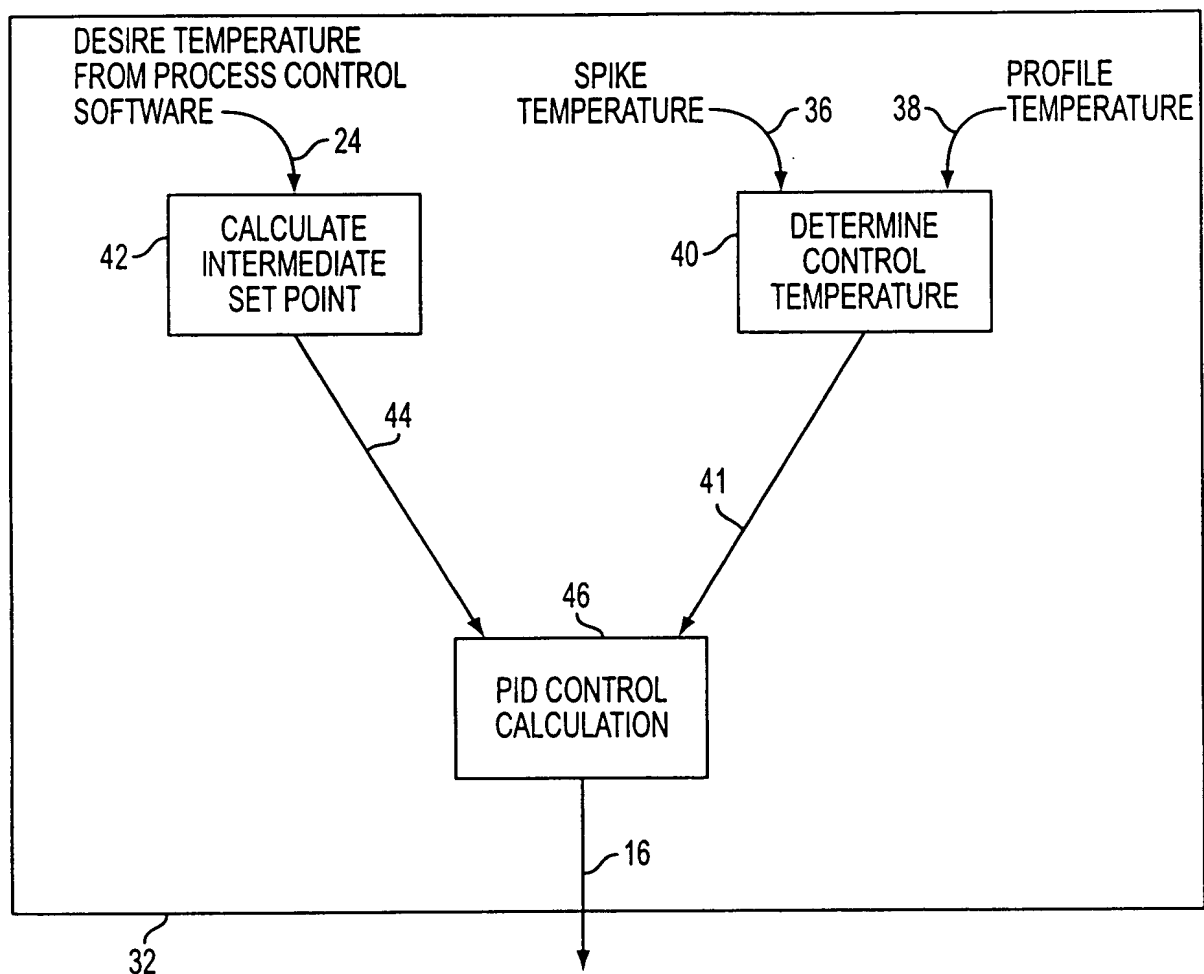 DESIRE TEMPERATURE
FROM PROCESS CONTROL
SOFTWARE
24
SPIKE
TEMPERATURE
36
38
PROFILE
TEMPERATURE
42
CALCULATE
INTERMEDIATE
SET POINT
40
DETERMINE
CONTROL
TEMPERATURE
44
41
46
PID CONTROL
CALCULATION
16
32